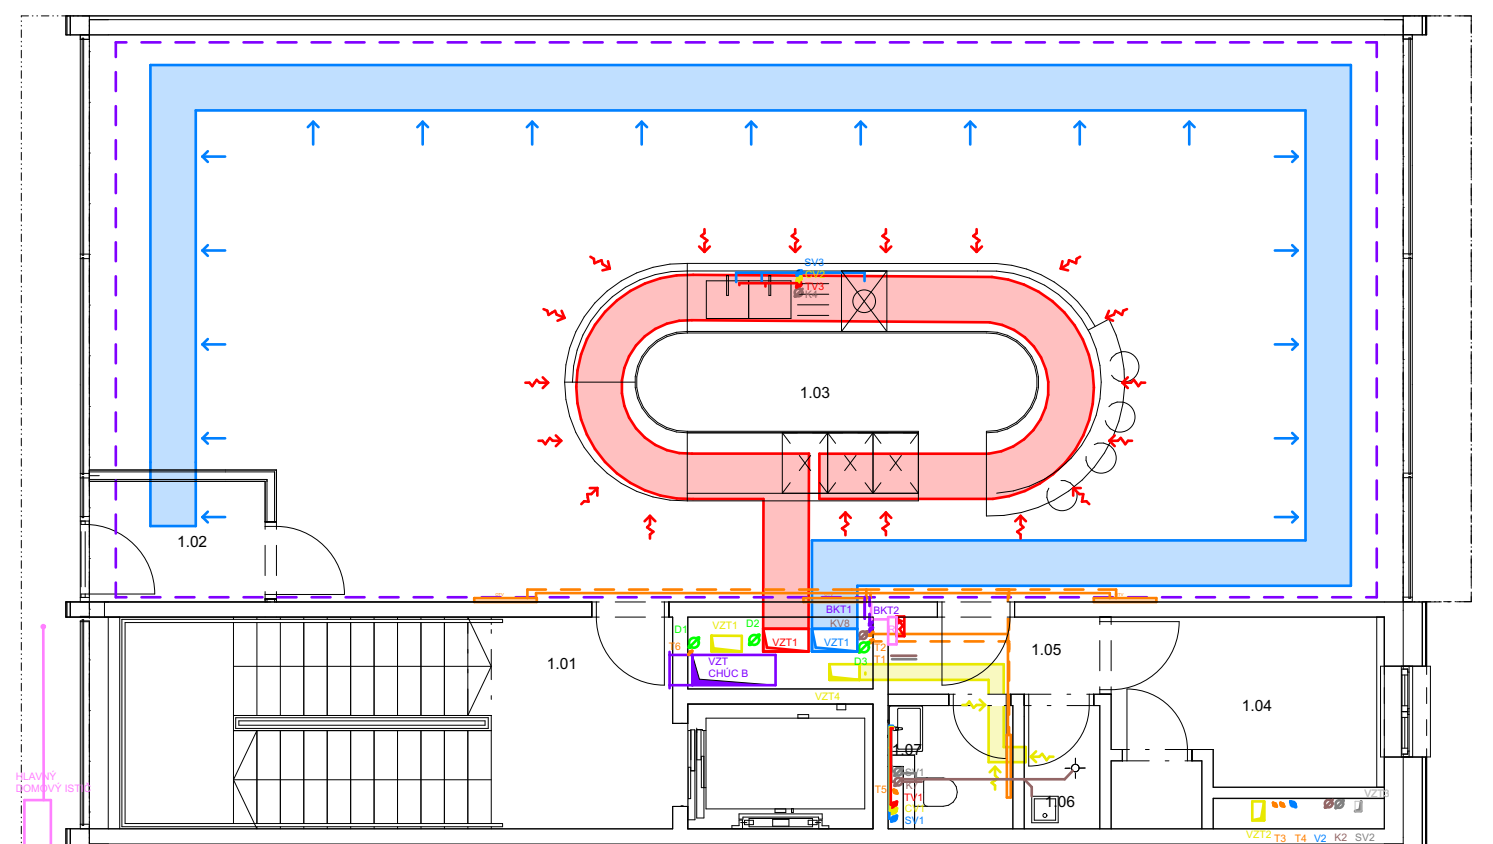 SV3
CV2
TV3
K4
1.03
1.02
BKT1
BKT2
KV8
D1
VZT1
D2
VZT1
VZT1
T6
T2
T1
D3
VZT
CHÚC B
VZT4
1.01
1.05
1.04
1.07
HLAVNÝ
DOMOVÝ ISTIČ
SV1
T5
TV1
CV1
SV1
1.06
VZT3
VZT2
T3
T4
V2
K2
SV2